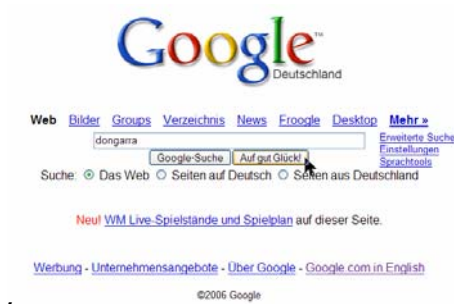 Google™
Deutschland
Web Bilder Groups Verzeichnis News Froogle Desktop Mehr »
dongarra
Erweiterte Suche
Einstellungen
Sprachtools
Google-Suche Auf gut Glück!
Suche: Das Web Seiten auf Deutsch Seiten aus Deutschland
Neu! WM Live-Spielstände und Spielplan auf dieser Seite.
Werbung - Unternehmensangebote - Über Google - Google.com in English
©2006 Google